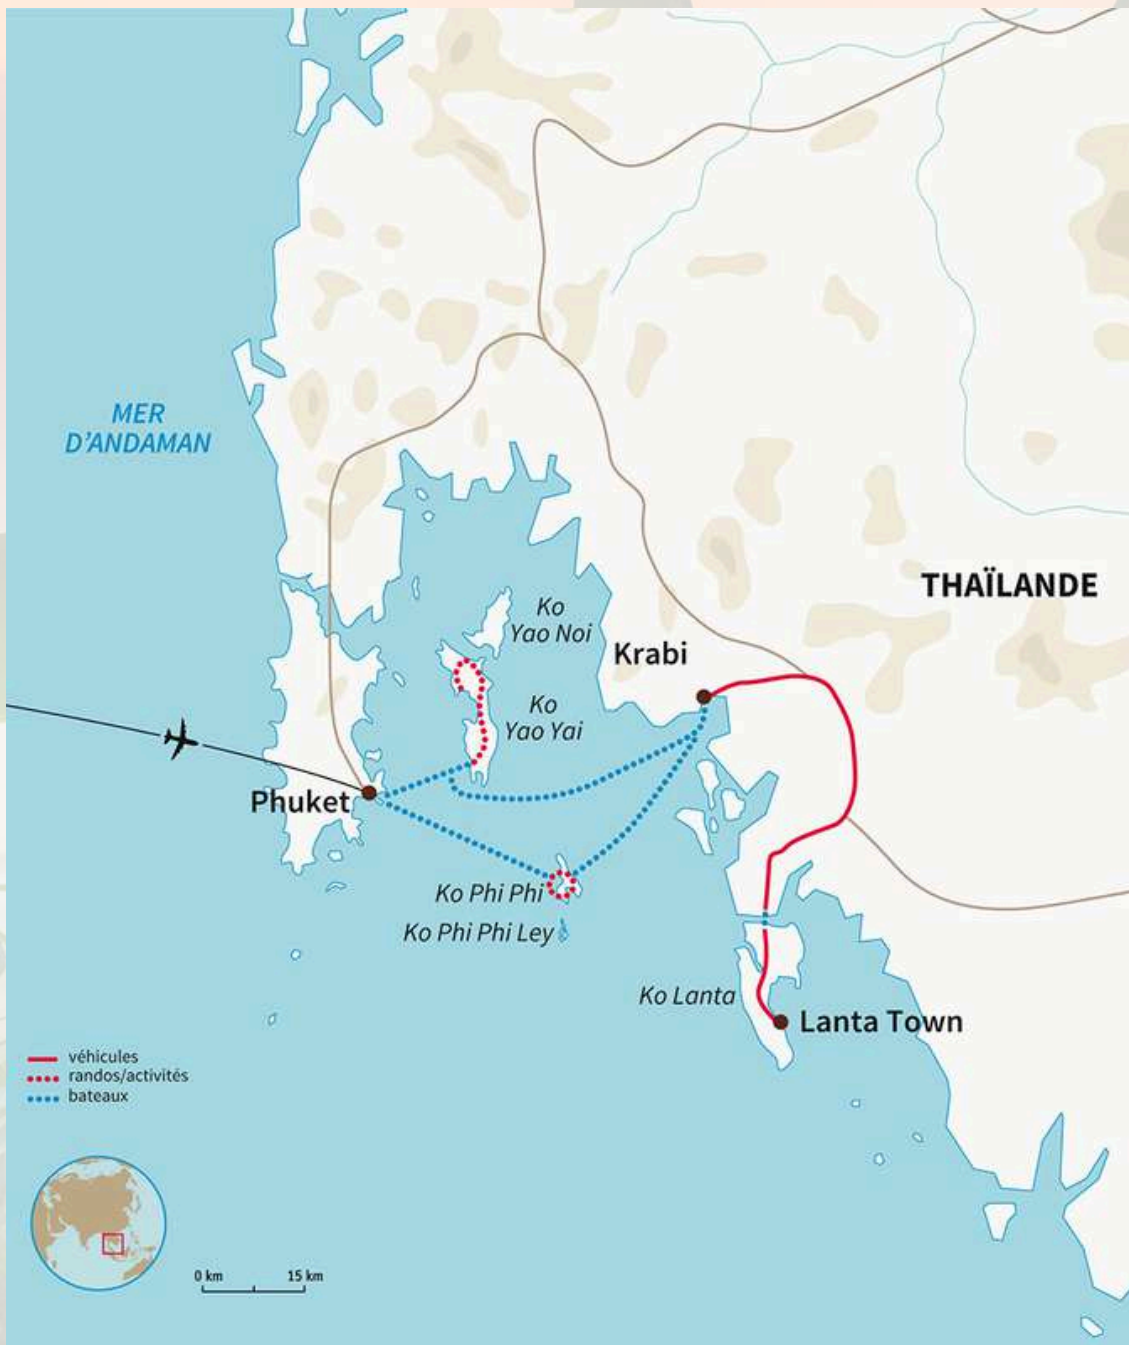 MER
D'ANDAMAN
THAÏLANDE
Ko
Yao Noi
Krabi
Ko
Yao Yai
Phuket
Ko Phi Phi
Ko Phi Phi Ley
Ko Lanta
Lanta Town
véhicules
randos/activités
bateaux
0 km
15 km